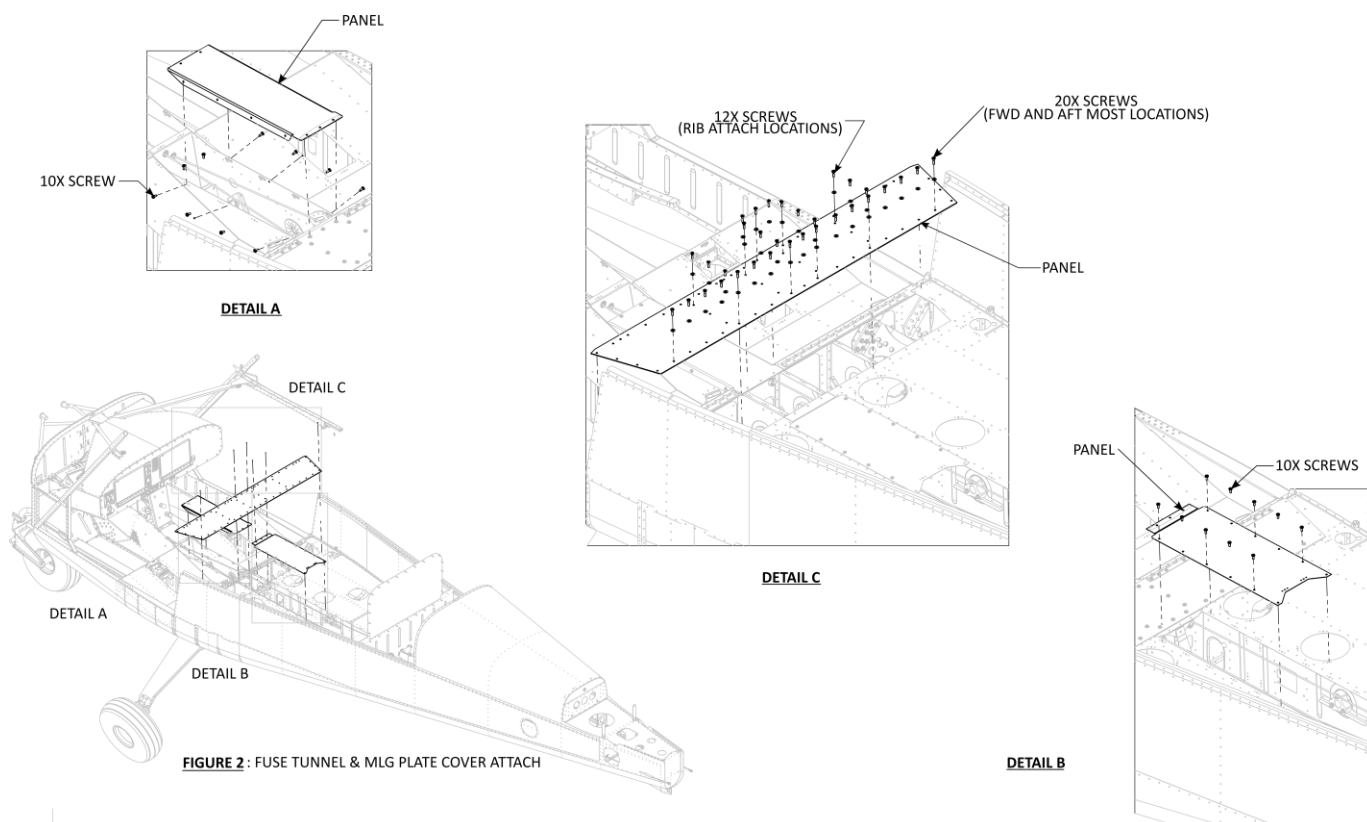 PANEL
10X SCREW
DETAIL A
12X SCREWS
(RIB ATTACH LOCATIONS)
20X SCREWS
(FWD AND AFT MOST LOCATIONS)
PANEL
DETAIL C
DETAIL C
DETAIL A
DETAIL B
FIGURE 2 : FUSE TUNNEL & MLG PLATE COVER ATTACH
PANEL
10X SCREWS
DETAIL B